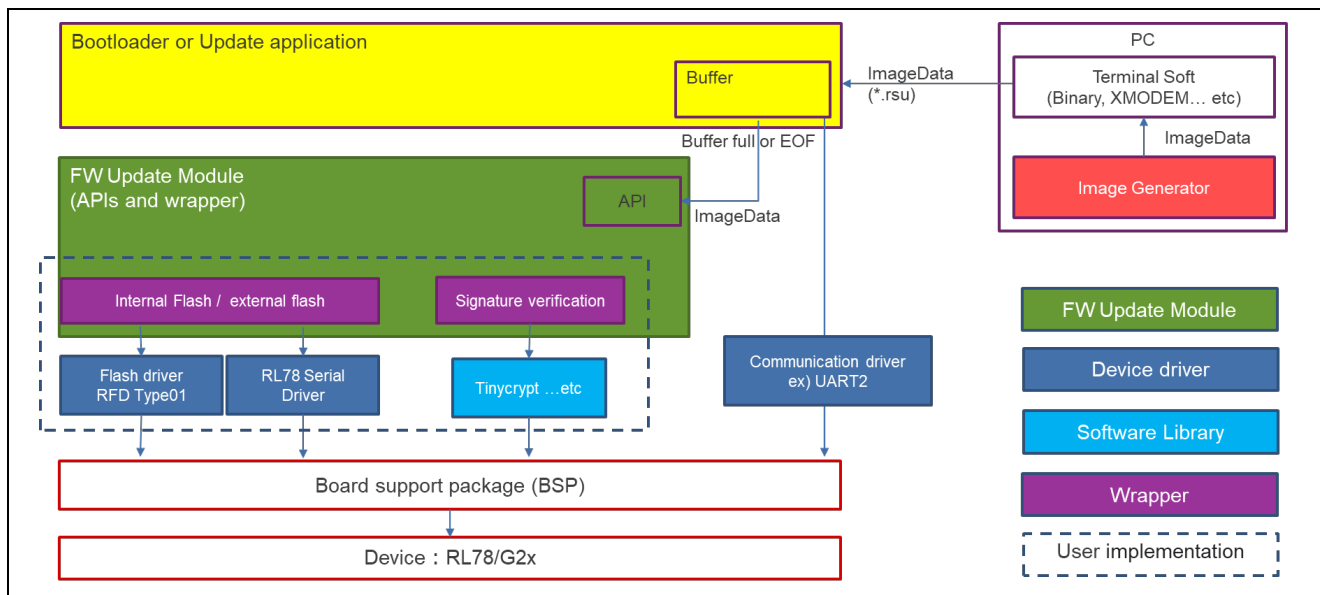 Bootloader or Update application
Buffer
ImageData
(*.rsu)
PC
Terminal Soft
(Binary, XMODEM… etc)
ImageData
Image Generator
Buffer full or EOF
FW Update Module
(APIs and wrapper)
API
ImageData
Internal Flash / external flash
Signature verification
Flash driver
RFD Type01
RL78 Serial
Driver
Tinycrypt …etc
Communication driver
ex) UART2
Board support package (BSP)
Device：RL78/G2x
FW Update Module
Device driver
Software Library
Wrapper
User implementation